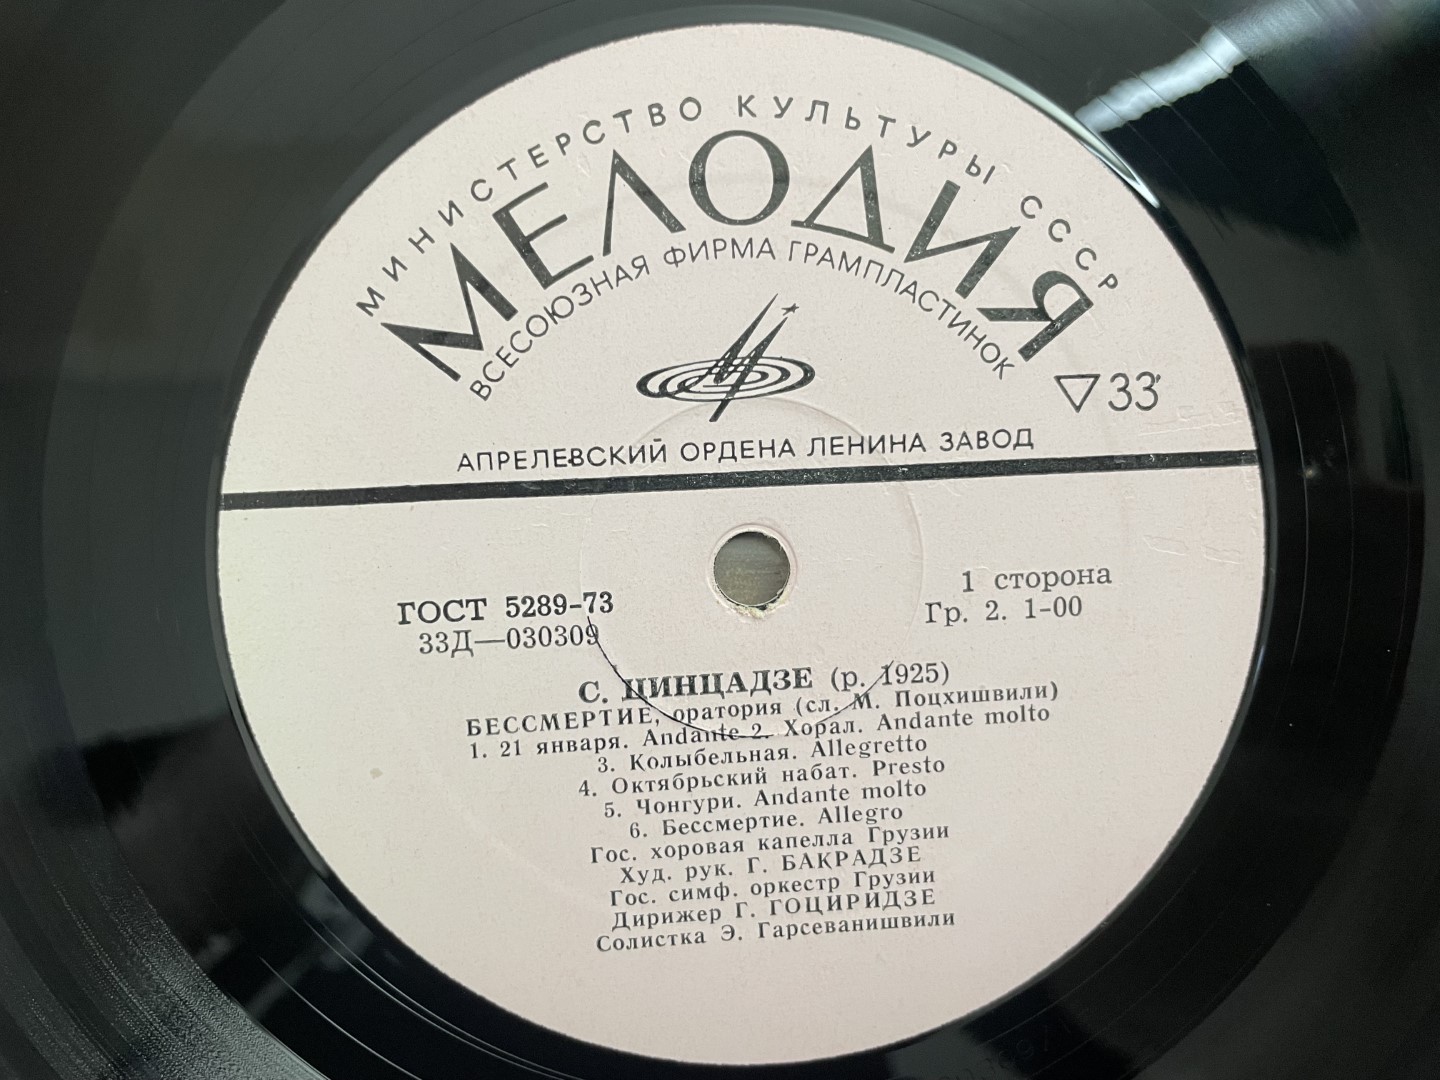 МИНИСТЕРСТВО КУЛЬТУРЫ СССР
МЕЛОДИЯ
ВСЕСОЮЗНАЯ ФИРМА ГРАМПЛАСТИНОК
33
АПРЕЛЕВСКИЙ ОРДЕНА ЛЕНИНА ЗАВОД
ГОСТ 5289-73
33Д—030309
1 сторона
Гр. 2. 1-00
С. ЦИНЦАДЗЕ (р. 1925)
БЕССМЕРТИЕ, оратория (сл. М. Поцхишвили)
1. 21 января. Andante 2. Хорал. Andante molto
3. Колыбельная. Allegretto
4. Октябрьский набат. Presto
5. Чонгури. Andante molto
6. Бессмертие. Allegro
Гос. хоровая капелла Грузии
Худ. рук. Г. БАКРАДЗЕ
Гос. симф. оркестр Грузии
Дирижер Г. ГОЦИРИДЗЕ
Солистка Э. Гарсеванишвили